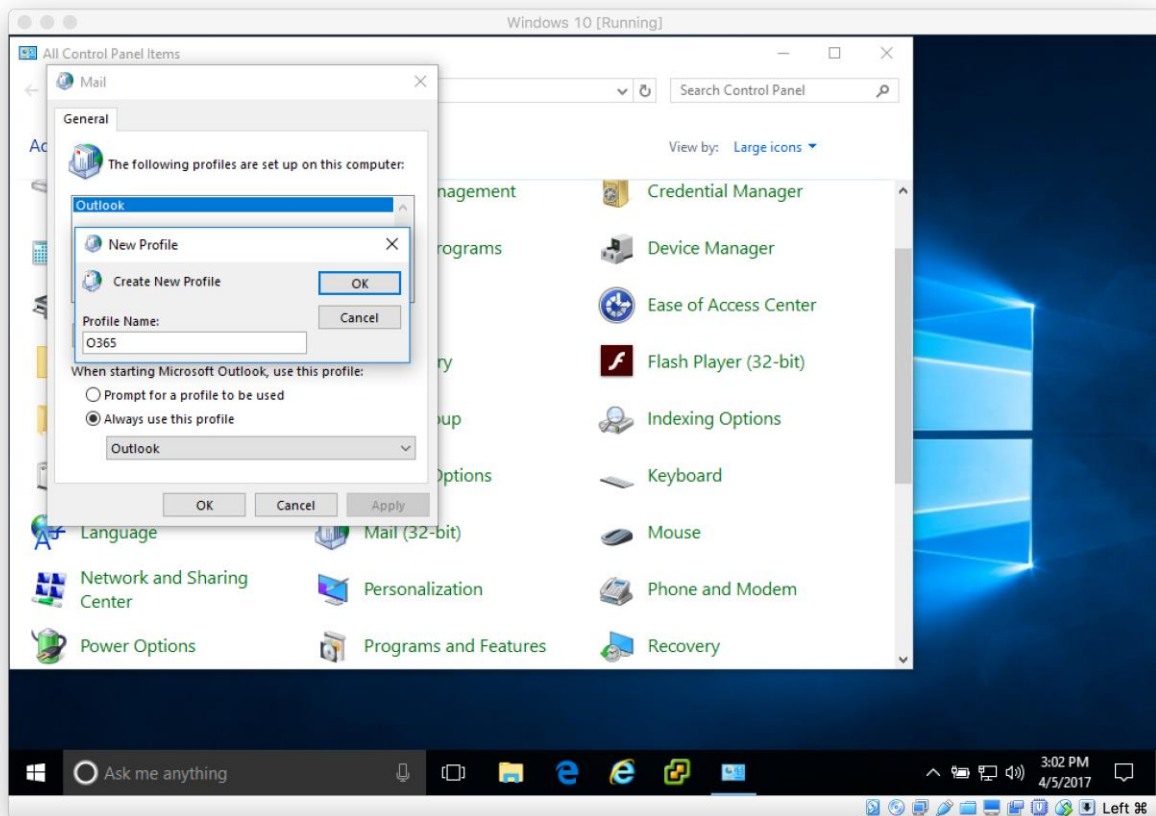 Windows 10 [Running]
All Control Panel Items
Mail
Search Control Panel
General
View by: Large icons
The following profiles are set up on this computer:
Outlook
New Profile
Create New Profile
OK
Cancel
Profile Name:
O365
When starting Microsoft Outlook, use this profile:
Prompt for a profile to be used
Always use this profile
Outlook
OK
Cancel
Apply
Credential Manager
Device Manager
Ease of Access Center
Flash Player (32-bit)
Indexing Options
Keyboard
Language
Mail (32-bit)
Mouse
Network and Sharing
Center
Personalization
Phone and Modem
Power Options
Programs and Features
Recovery
Ask me anything
3:02 PM
4/5/2017
Left ⌘